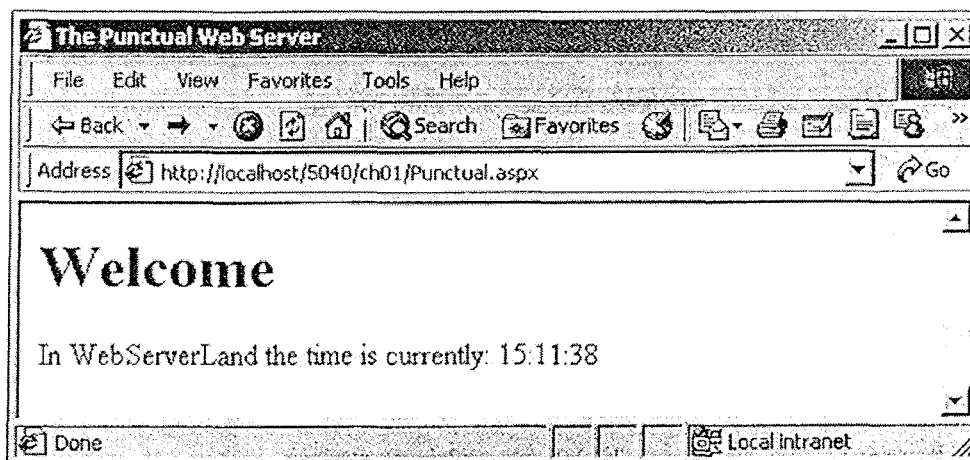 The Punctual Web Server
File Edit View Favorites Tools Help
Back Search Favorites
Address http://localhost/5040/ch01/Punctual.aspx Go
Welcome
In WebServerLand the time is currently: 15:11:38
Done Local intranet